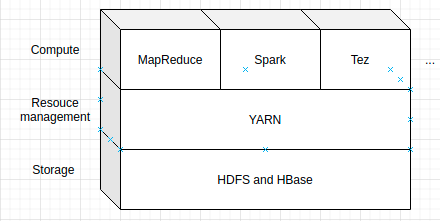 Compute
MapReduce
Spark
Tez
...
Resouce
management
YARN
Storage
HDFS and HBase